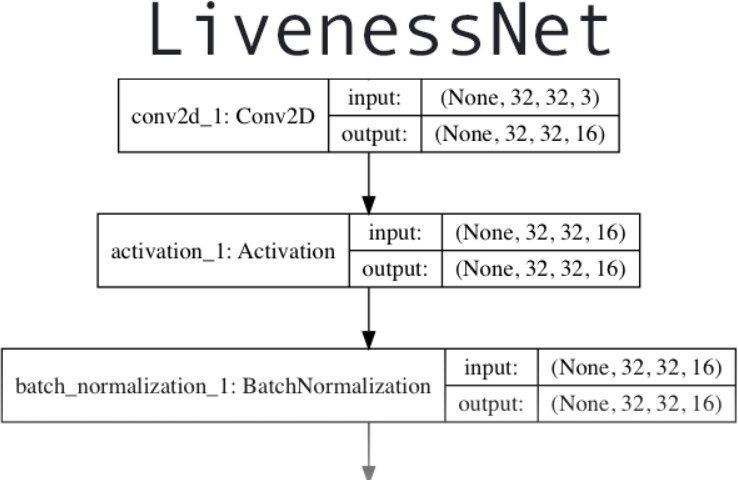 LivenessNet
conv2d_1: Conv2D
input: (None, 32, 32, 3)
output: (None, 32, 32, 16)
activation_1: Activation
input: (None, 32, 32, 16)
output: (None, 32, 32, 16)
batch_normalization_1: BatchNormalization
input: (None, 32, 32, 16)
output: (None, 32, 32, 16)